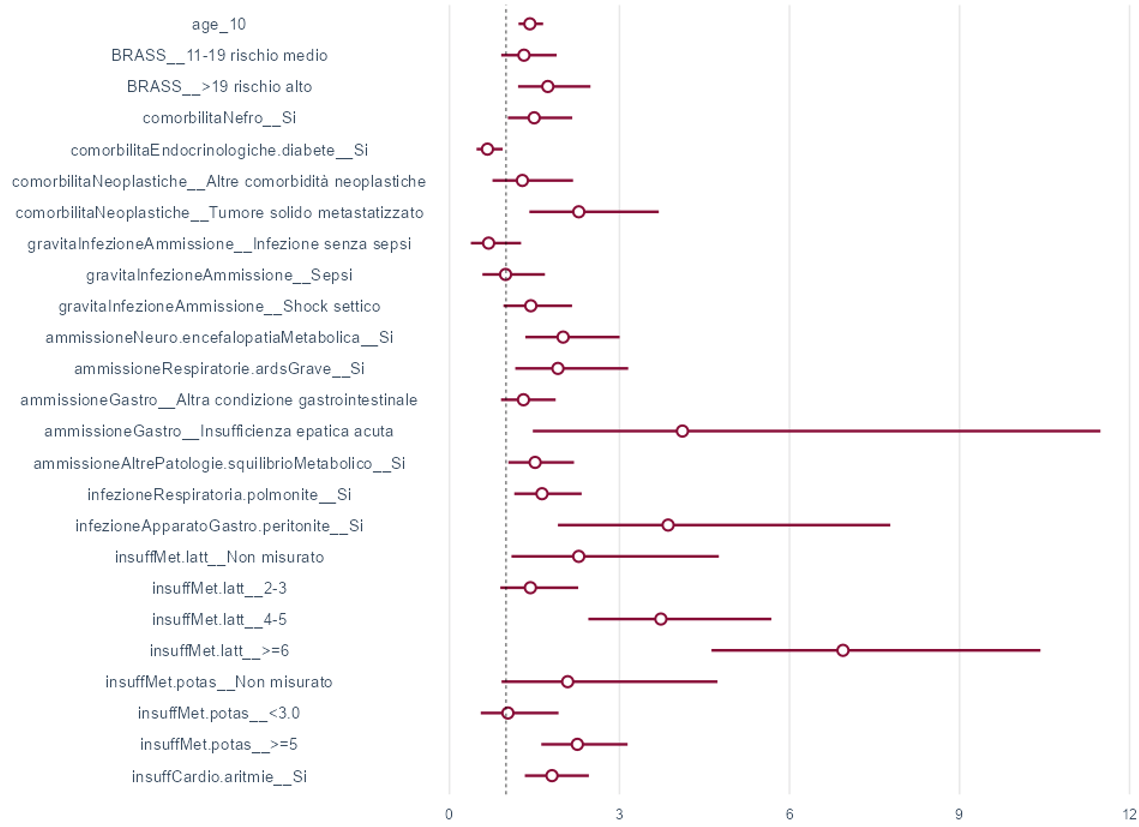 age_10
BRASS__11-19 rischio medio
BRASS__>19 rischio alto
comorbilitaNefro__Si
comorbilitaEndocrinologiche.diabete__Si
comorbilitaNeoplastiche__Altre comorbidità neoplastiche
comorbilitaNeoplastiche__Tumore solido metastatizzato
gravitaInfezioneAmmissione__Infezione senza sepsi
gravitaInfezioneAmmissione__Sepsi
gravitaInfezioneAmmissione__Shock settico
ammissioneNeuro.encefalopatiaMetabolica__Si
ammissioneRespiratorie.ardsGrave__Si
ammissioneGastro__Altra condizione gastrointestinale
ammissioneGastro__Insufficienza epatica acuta
ammissioneAltrePatologie.squilibrioMetabolico__Si
infezioneRespiratoria.polmonite__Si
infezioneApparatoGastro.peritonite__Si
insuffMet.latt__Non misurato
insuffMet.latt__2-3
insuffMet.latt__4-5
insuffMet.latt__>=6
insuffMet.potas__Non misurato
insuffMet.potas__<3.0
insuffMet.potas__>=5
insuffCardio.aritmie__Si
0 3 6 9 12